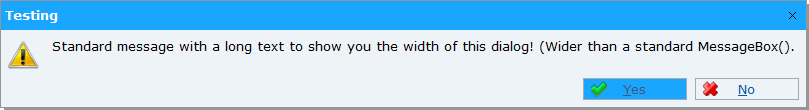 Testing
Standard message with a long text to show you the width of this dialog! (Wider than a standard MessageBox().
Yes
No